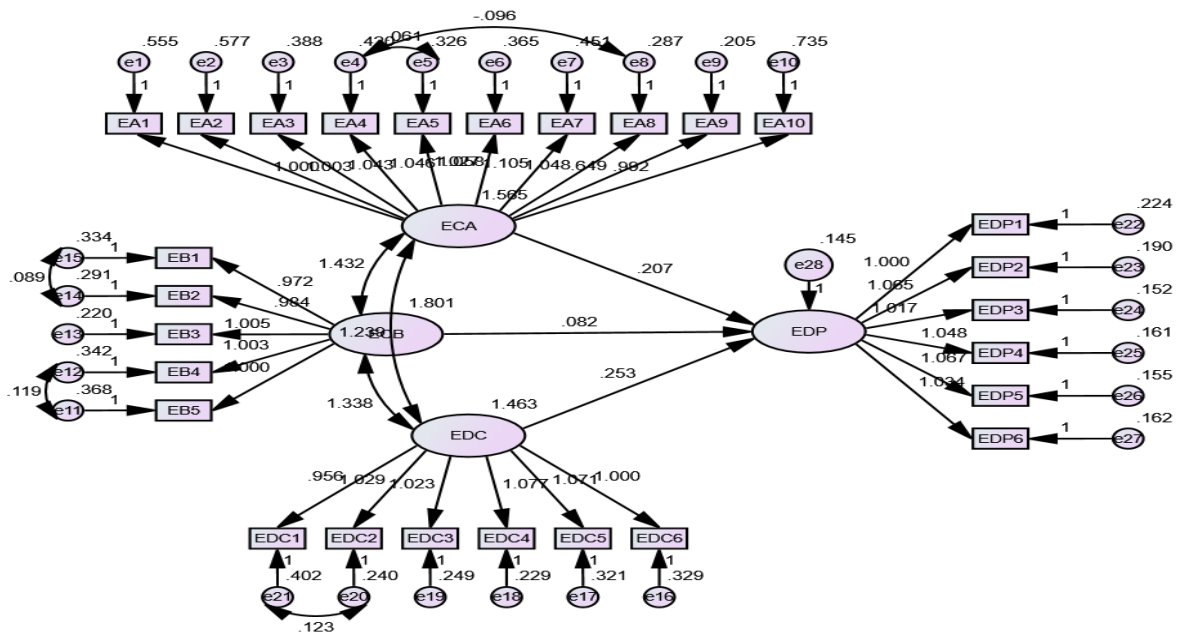 -.096
.061
.555 .577 .388 .430 .326 .365 .451 .287 .205 .735
e1 e2 e3 e4 e5 e6 e7 e8 e9 e10
1 1 1 1 1 1 1 1 1 1
EA1 EA2 EA3 EA4 EA5 EA6 EA7 EA8 EA9 EA10
1.000 1.003 1.043 1.046 1.105 1.048 .649 .992
1.565
ECA
.334
e15 1 EB1
.089
.291
e14 1 EB2
.220
e13 1 EB3
.342
e12 1 EB4
.119
.368
e11 1 EB5
.972
.984
1.005
1.003
1.000
1.432
1.801
1.239
ECB
1.338
.207
.082
.253
1.463
EDC
.145
e28
1
EDP
1.000
1.065
1.017
1.048
1.067
1.034
.224
EDP1 1 e22
.190
EDP2 1 e23
.152
EDP3 1 e24
.161
EDP4 1 e25
.155
EDP5 1 e26
.162
EDP6 1 e27
.956 1.029 1.023 1.077 1.071 1.000
EDC1 EDC2 EDC3 EDC4 EDC5 EDC6
1 1 1 1 1 1
.402 .240 .249 .229 .321 .329
e21 e20 e19 e18 e17 e16
.123